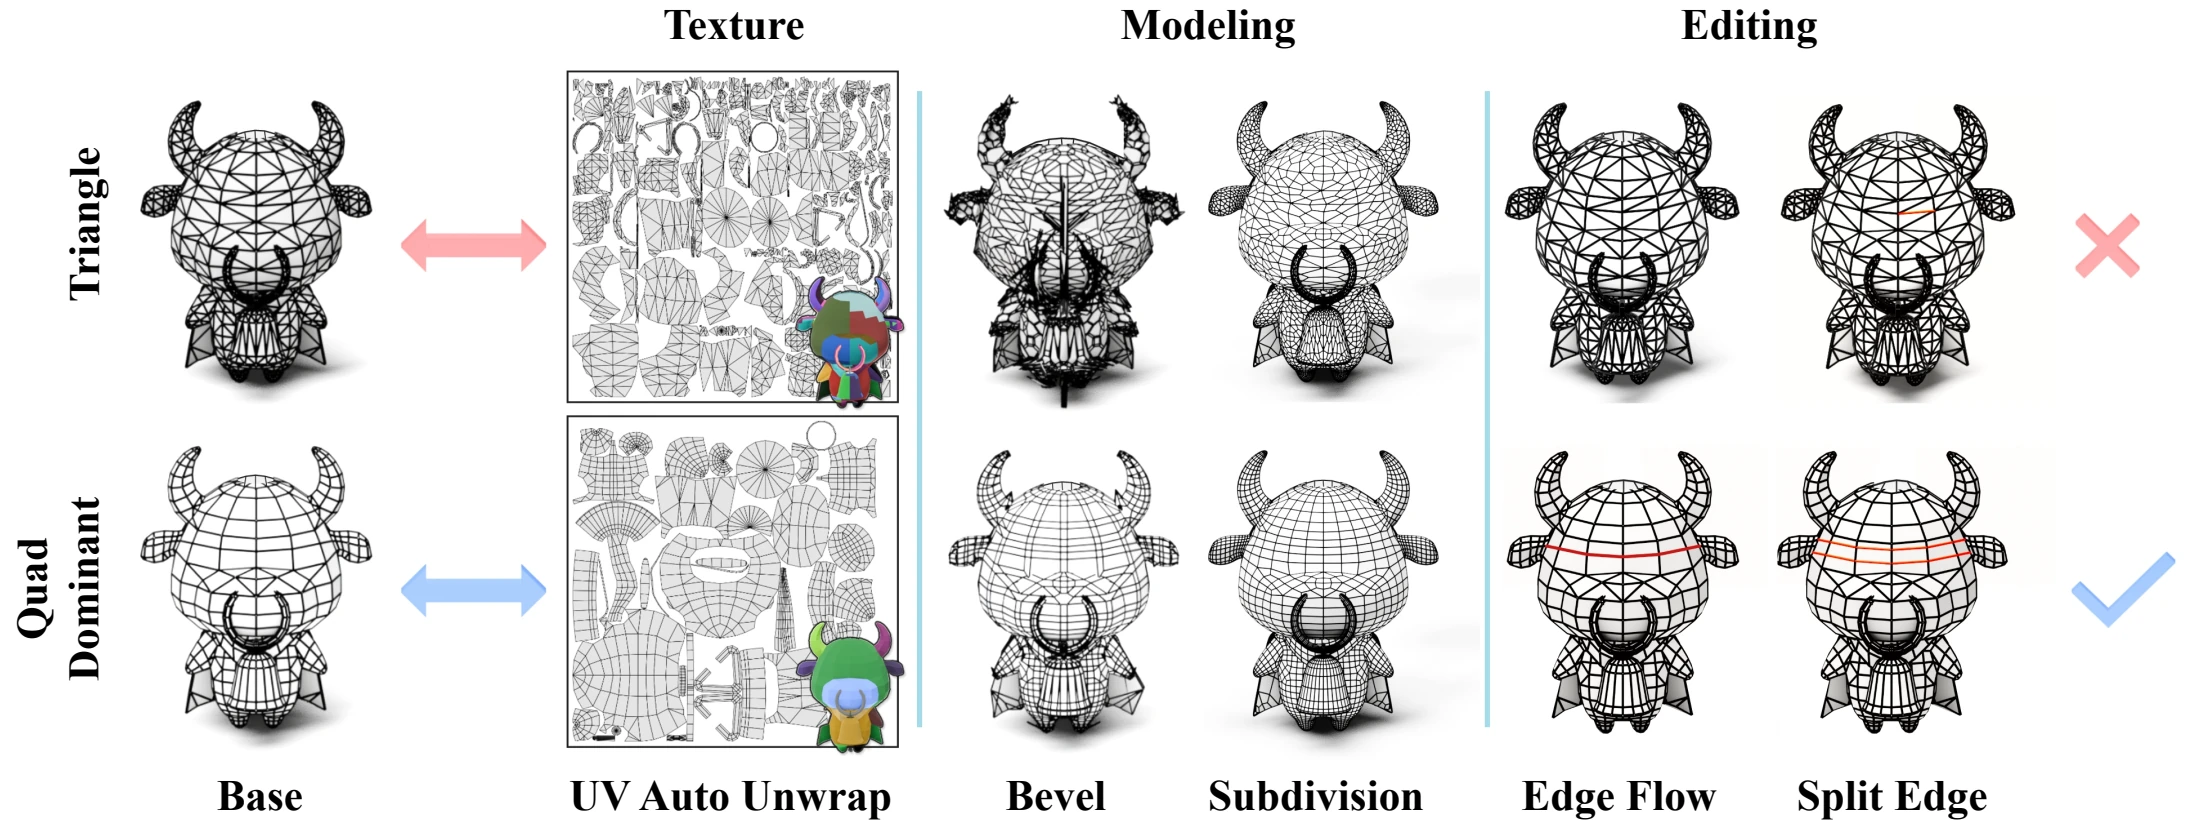 Texture
Modeling
Editing
Triangle
Quad
Dominant
Base
UV Auto Unwrap
Bevel
Subdivision
Edge Flow
Split Edge